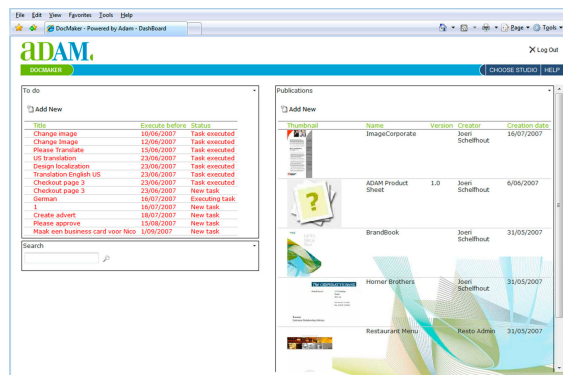 File Edit View Favorites Tools Help
DocMaker - Powered by Adam - DashBoard
Page Tools
ADAM.
Log Out
DOCMAKER
CHOOSE STUDIO HELP
To do
Add New
Title Execute before Status
Change image 10/06/2007 Task executed
Change Image 12/06/2007 Task executed
Please Translate 15/06/2007 Task executed
US translation 23/06/2007 Task executed
Design localization 23/06/2007 Task executed
Translation English US 23/06/2007 Task executed
Checkout page 3 23/06/2007 Task executed
Checkout page 3 23/06/2007 New task
German 16/07/2007 Executing task
1 16/07/2007 New task
Create advert 18/07/2007 New task
Please approve 15/08/2007 New task
Maak een business card voor Nico 1/09/2007 New task
Search
Publications
Add New
Thumbnail Name Version Creator Creation date
ImageCorporate Joeri Schelfhout 16/07/2007
ADAM Product Sheet 1.0 Joeri Schelfhout 6/06/2007
BrandBook Joeri Schelfhout 31/05/2007
Horner Brothers Joeri Schelfhout 31/05/2007
Restaurant Menu Resto Admin 31/05/2007